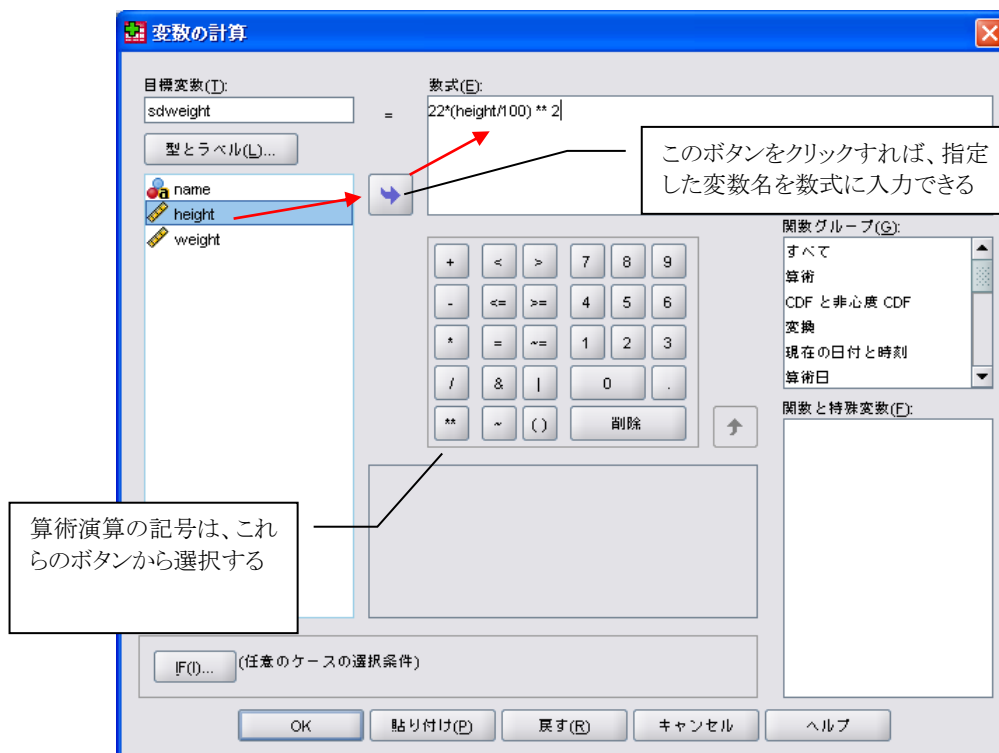 変数の計算
目標変数(T):
sdweight
=
数式(E):
22*(height/100) ** 2
型とラベル(L)...
name
height
weight
このボタンをクリックすれば、指定
した変数名を数式に入力できる
関数グループ(G):
すべて
算術
CDF と非心度 CDF
変換
現在の日付と時刻
算術日
+ < > 7 8 9
- <= >= 4 5 6
* = ~= 1 2 3
/ & | 0 .
** ~ ( ) 削除
関数と特殊変数(F):
算術演算の記号は、これ
らのボタンから選択する
IF(I)... (任意のケースの選択条件)
OK 貼り付け(P) 戻す(R) キャンセル ヘルプ